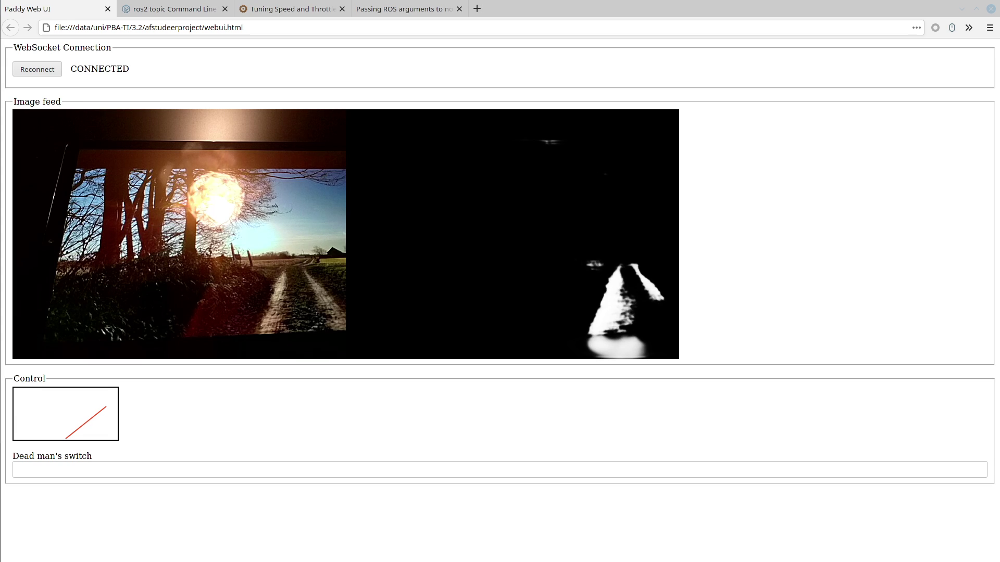 Paddy Web UI
ros2 topic Command Line
Tuning Speed and Throttle
Passing ROS arguments to no
file:///data/uni/PBA-TI/3.2/afstudeerproject/webui.html
WebSocket Connection
Reconnect CONNECTED
Image feed
Control
Dead man's switch